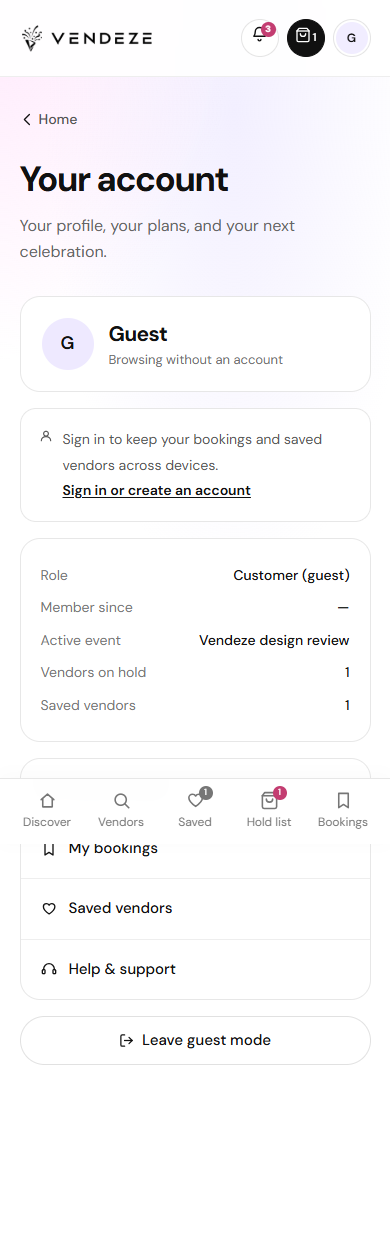 VENDEZE
3
1
G
Home
Your account
Your profile, your plans, and your next
celebration.
G
Guest
Browsing without an account
Sign in to keep your bookings and saved
vendors across devices.
Sign in or create an account
Role Customer (guest)
Member since —
Active event Vendeze design review
Vendors on hold 1
Saved vendors 1
1
1
Discover Vendors Saved Hold list Bookings
My bookings
Saved vendors
Help & support
Leave guest mode